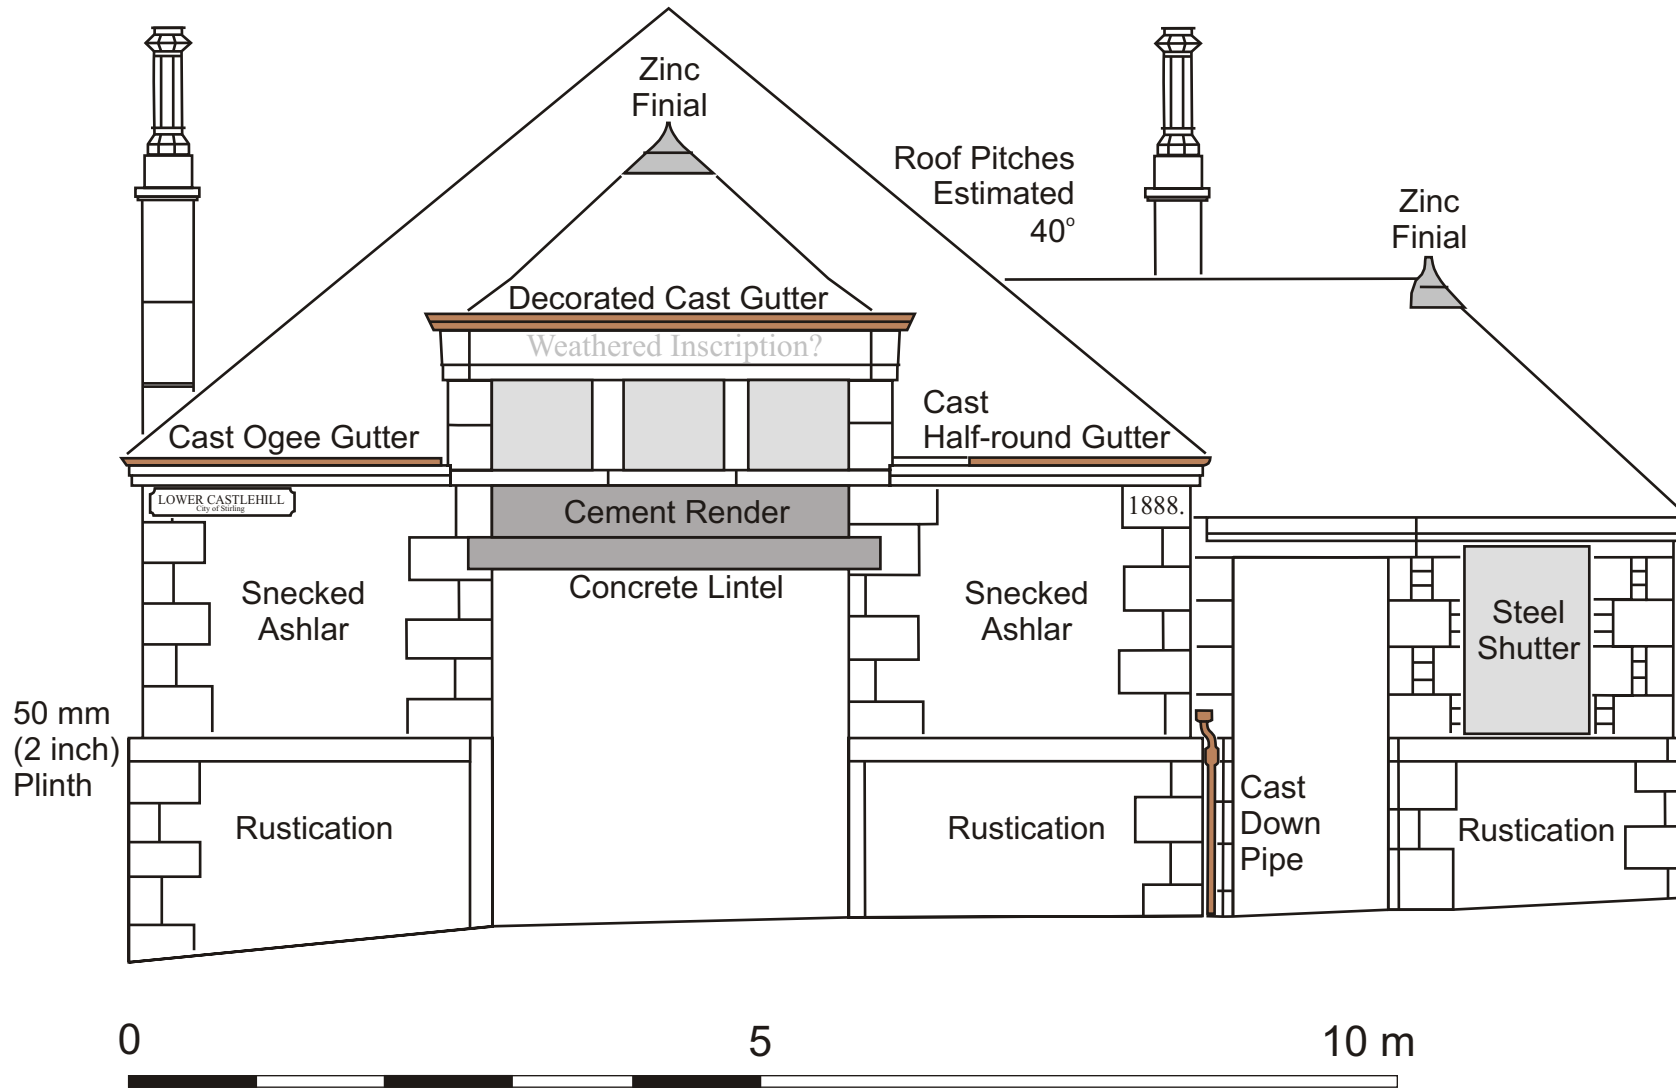 Zinc
Finial
Roof Pitches
Estimated
40°
Zinc
Finial
Decorated Cast Gutter
Weathered Inscription?
Cast Ogee Gutter
Cast
Half-round Gutter
LOWER CASTLEHILL
City of Stirling
Cement Render
1888.
Concrete Lintel
Snecked
Ashlar
Snecked
Ashlar
Steel
Shutter
50 mm
(2 inch)
Plinth
Rustication
Rustication
Cast
Down
Pipe
Rustication
0 5 10 m